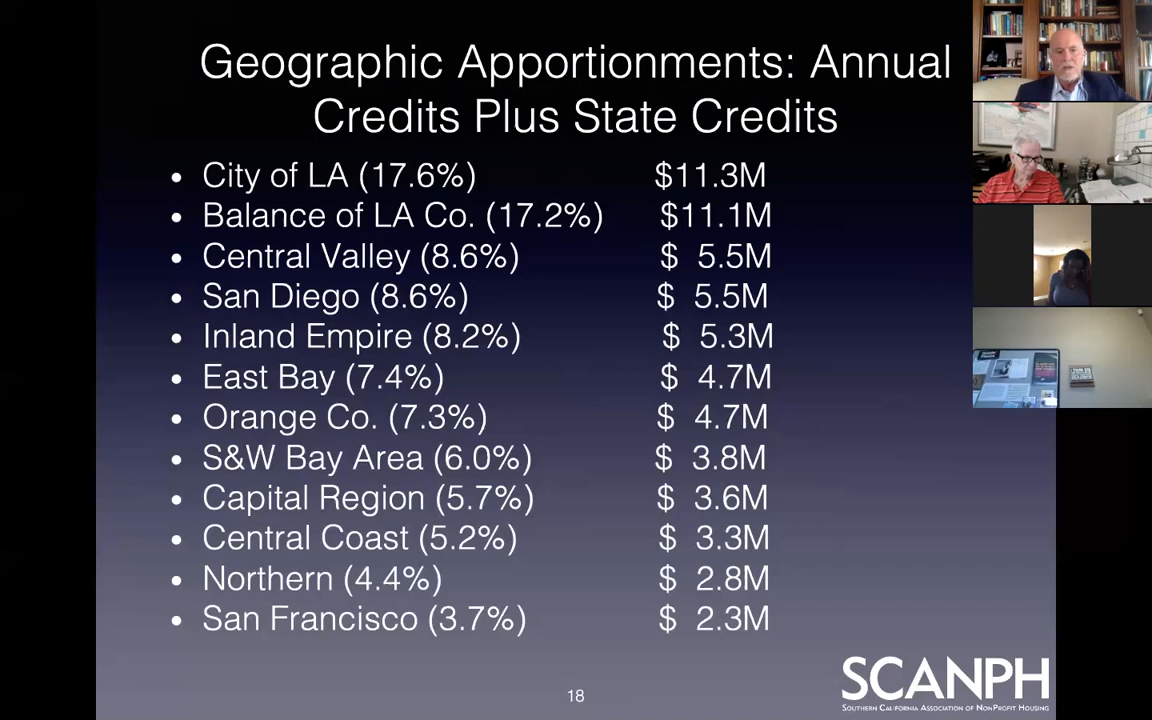 Geographic Apportionments: Annual
Credits Plus State Credits
• City of LA (17.6%) $11.3M
• Balance of LA Co. (17.2%) $11.1M
• Central Valley (8.6%) $ 5.5M
• San Diego (8.6%) $ 5.5M
• Inland Empire (8.2%) $ 5.3M
• East Bay (7.4%) $ 4.7M
• Orange Co. (7.3%) $ 4.7M
• S&W Bay Area (6.0%) $ 3.8M
• Capital Region (5.7%) $ 3.6M
• Central Coast (5.2%) $ 3.3M
• Northern (4.4%) $ 2.8M
• San Francisco (3.7%) $ 2.3M
18
SCANPH
Southern California Association of NonProfit Housing